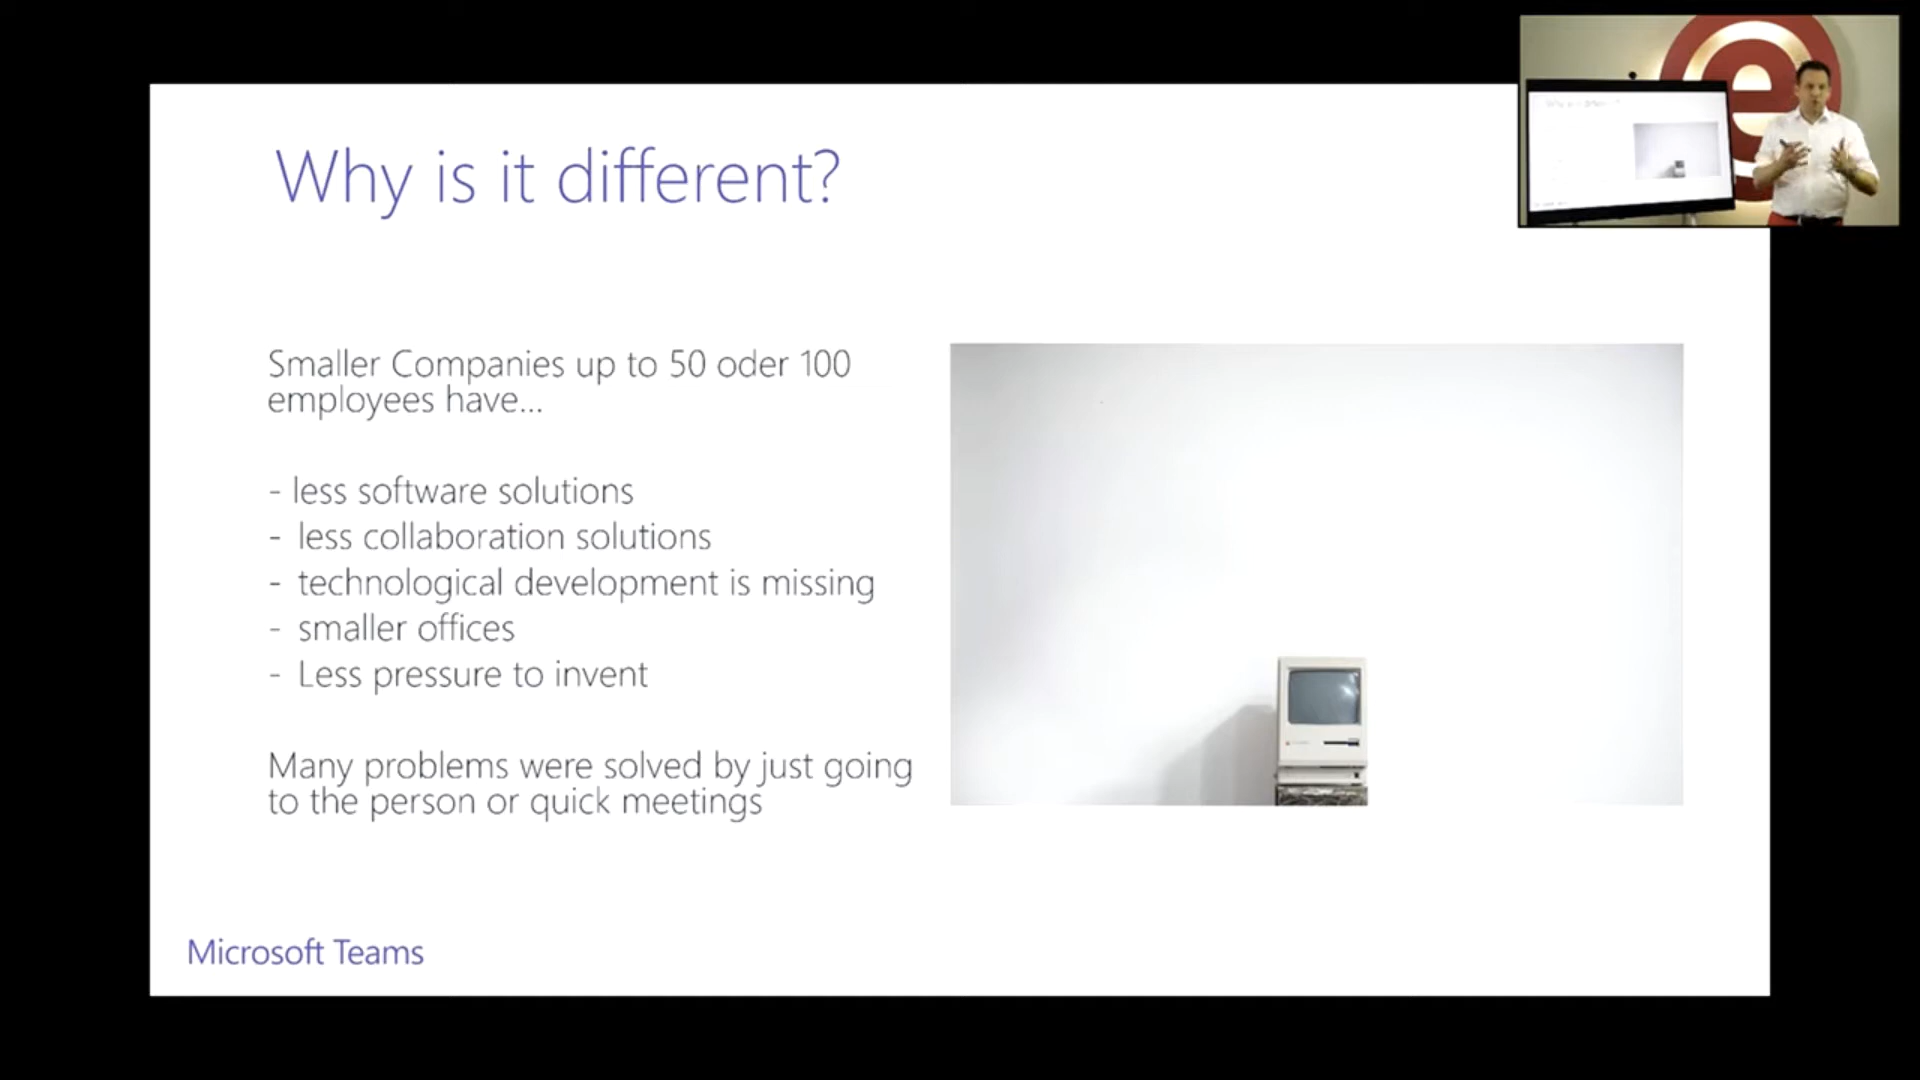 Why is it different?
Smaller Companies up to 50 oder 100
employees have...
- less software solutions
- less collaboration solutions
- technological development is missing
- smaller offices
- Less pressure to invent
Many problems were solved by just going
to the person or quick meetings
Microsoft Teams
e